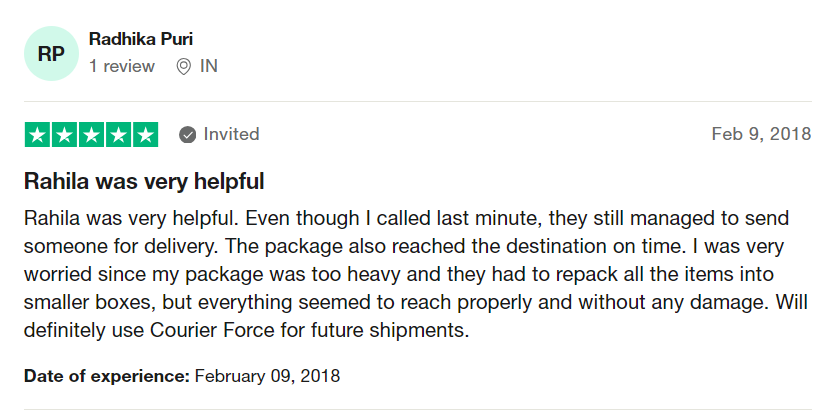 RP
Radhika Puri
1 review IN
Invited
Feb 9, 2018
Rahila was very helpful
Rahila was very helpful. Even though I called last minute, they still managed to send
someone for delivery. The package also reached the destination on time. I was very
worried since my package was too heavy and they had to repack all the items into
smaller boxes, but everything seemed to reach properly and without any damage. Will
definitely use Courier Force for future shipments.
Date of experience: February 09, 2018